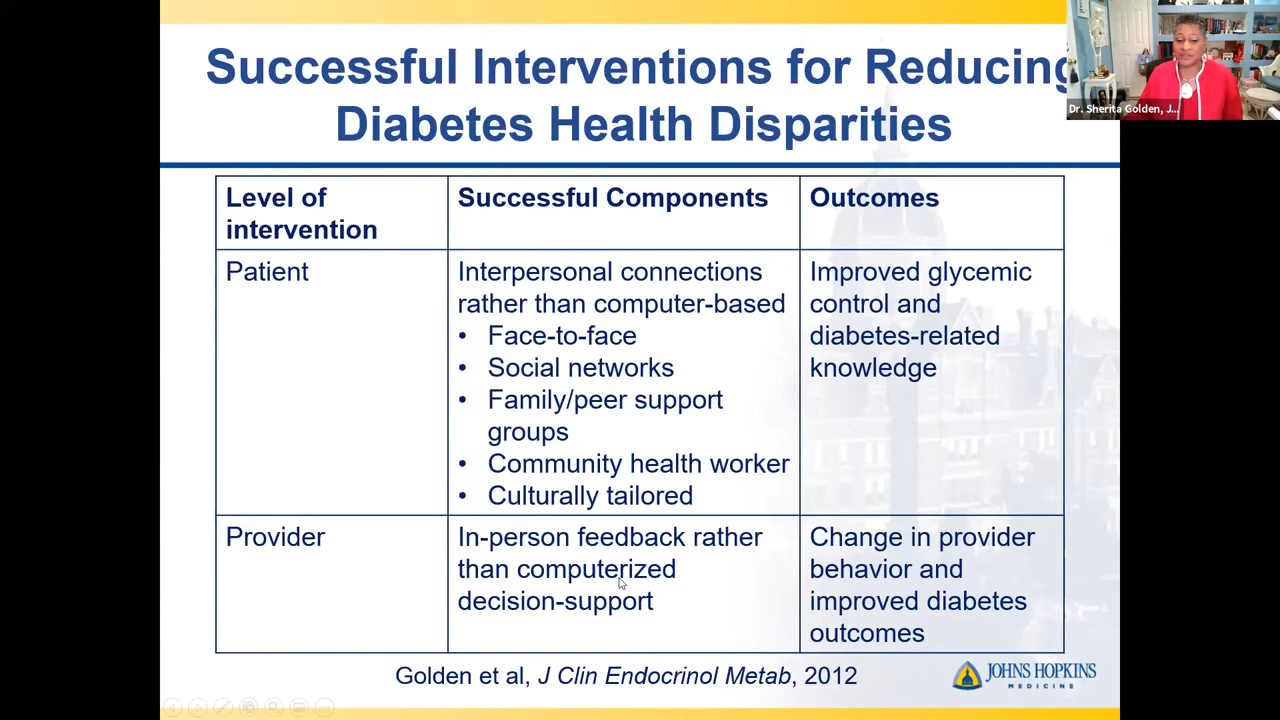 Successful Interventions for Reducing
Diabetes Health Disparities
Dr. Sherita Golden, J...
Level of
intervention
Successful Components
Outcomes
Patient
Interpersonal connections
rather than computer-based
• Face-to-face
• Social networks
• Family/peer support
groups
• Community health worker
• Culturally tailored
Improved glycemic
control and
diabetes-related
knowledge
Provider
In-person feedback rather
than computerized
decision-support
Change in provider
behavior and
improved diabetes
outcomes
Golden et al, J Clin Endocrinol Metab, 2012
JOHNS HOPKINS
MEDICINE